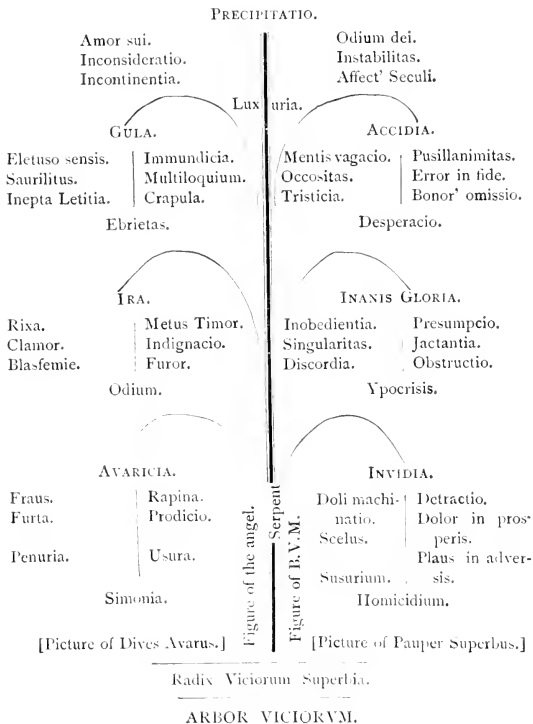 PRECIPITATIO.
Amor sui.
Inconsideratio.
Incontinentia.
Odium dei.
Instabilitas.
Affect' Seculi.
Luxuria.
GULA.
Eletuso sensis.
Saurilitus.
Inepta Letitia.
Immundicia.
Multiloquium.
Crapula.
Ebrietas.
ACCIDIA.
Mentis vagacio.
Occositas.
Tristicia.
Pusillanimitas.
Error in fide.
Bonor' omissio.
Desperacio.
IRA.
Rixa.
Clamor.
Blasfemie.
Metus Timor.
Indignacio.
Furor.
Odium.
INANIS GLORIA.
Inobedientia.
Singularitas.
Discordia.
Presumpcio.
Jactantia.
Obstructio.
Ypocrisis.
AVARICIA.
Fraus.
Furta.
Penuria.
Rapina.
Prodicio.
Usura.
Simonia.
Figure of the angel.
Serpent
Figure of B.V.M.
INVIDIA.
Doli machi-
natio.
Scelus.
Susurium.
Detractio.
Dolor in pros-
peris.
Plaus in adver-
sis.
Homicidium.
[Picture of Dives Avarus.]
[Picture of Pauper Superbus.]
Radix Viciorum Superbia.
ARBOR VICIORVM.